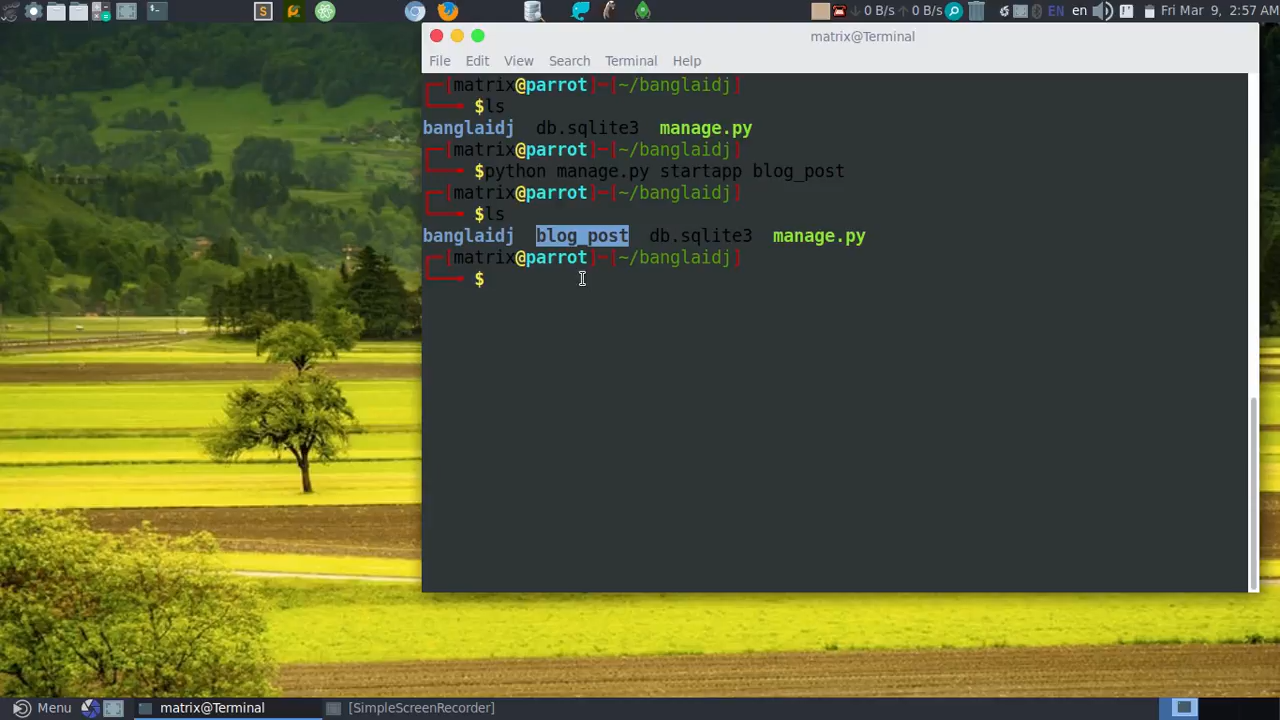 EN en Fri Mar 9, 2:57 AM
0 B/s 0 B/s
matrix@Terminal
File Edit View Search Terminal Help
┌─[matrix@parrot]─[~/banglaidj]
└──╼ $ls
banglaidj db.sqlite3 manage.py
┌─[matrix@parrot]─[~/banglaidj]
└──╼ $python manage.py startapp blog_post
┌─[matrix@parrot]─[~/banglaidj]
└──╼ $ls
banglaidj blog_post db.sqlite3 manage.py
┌─[matrix@parrot]─[~/banglaidj]
└──╼ $
Menu matrix@Terminal [SimpleScreenRecorder]